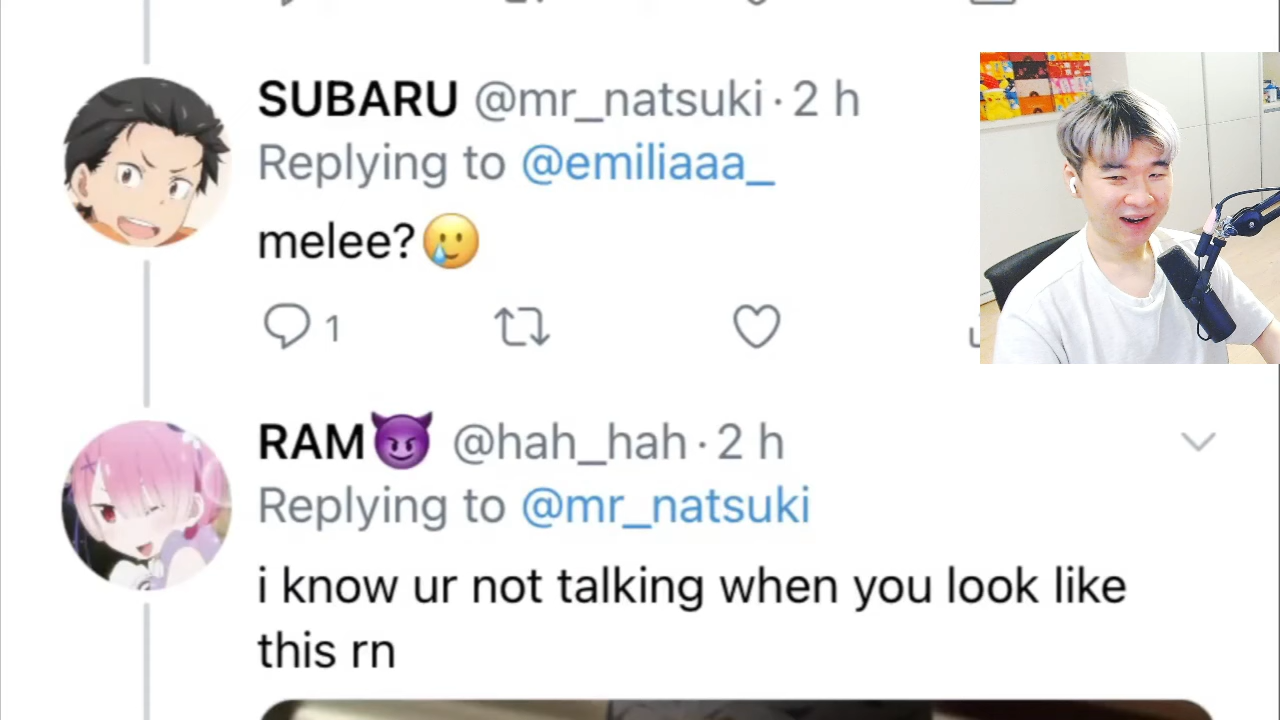 SUBARU @mr_natsuki · 2 h
Replying to @emiliaaa_
melee?🥲
1
RAM😈 @hah_hah · 2 h
Replying to @mr_natsuki
i know ur not talking when you look like
this rn